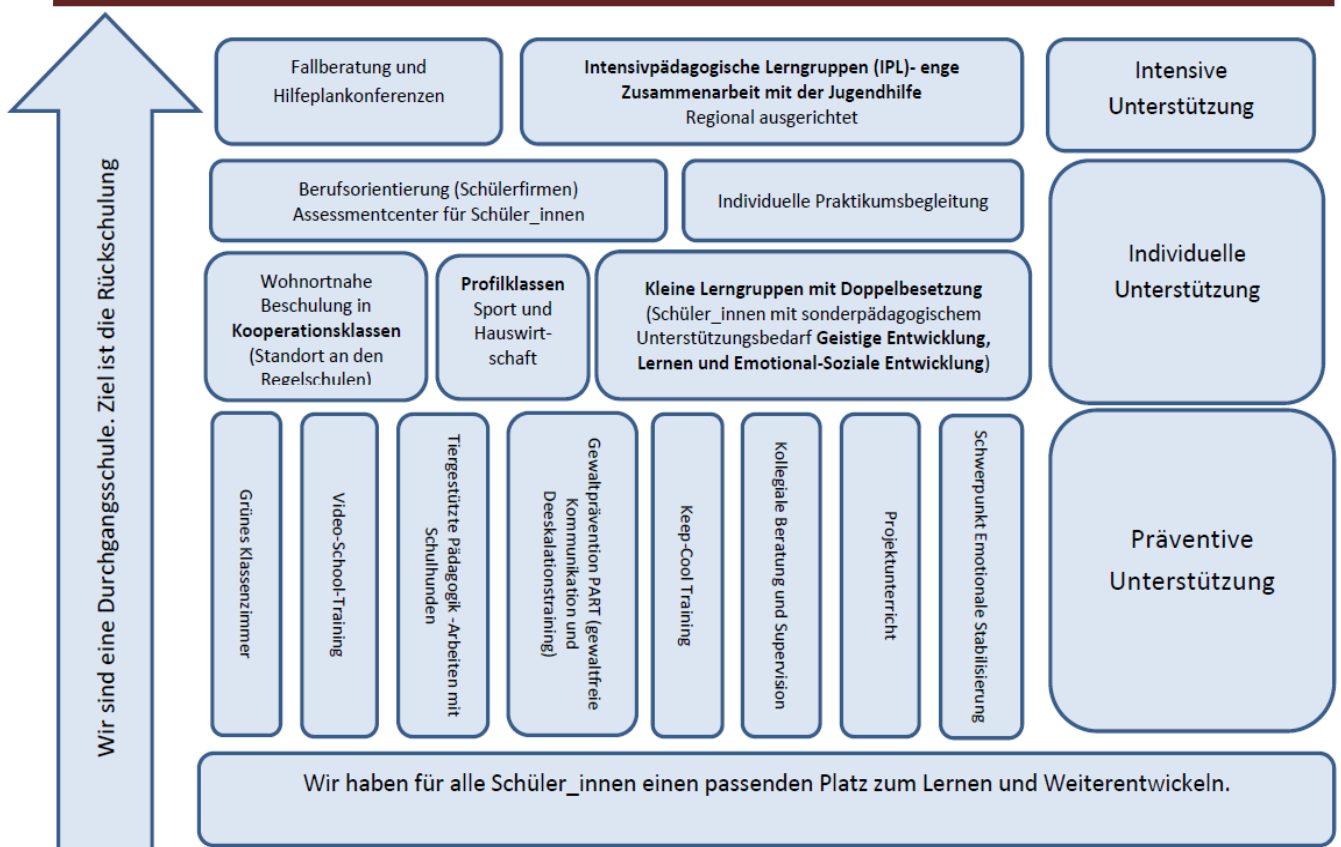 Wir sind eine Durchgangsschule. Ziel ist die Rückschulung
Fallberatung und
Hilfeplankonferenzen
Intensivpädagogische Lerngruppen (IPL)- enge
Zusammenarbeit mit der Jugendhilfe
Regional ausgerichtet
Intensive
Unterstützung
Berufsorientierung (Schülerfirmen)
Assessmentcenter für Schüler_innen
Individuelle Praktikumsbegleitung
Individuelle
Unterstützung
Wohnortnahe
Beschulung in
Kooperationsklassen
(Standort an den
Regelschulen)
Profilklassen
Sport und
Hauswirt-
schaft
Kleine Lerngruppen mit Doppelbesetzung
(Schüler_innen mit sonderpädagogischem
Unterstützungsbedarf Geistige Entwicklung,
Lernen und Emotional-Soziale Entwicklung)
Grünes Klassenzimmer
Video-School-Training
Tiergestützte Pädagogik -Arbeiten mit
Schulhunden
Gewaltprävention PART (gewaltfreie
Kommunikation und
Deeskalationstraining)
Keep-Cool Training
Kollegiale Beratung und Supervision
Projektunterricht
Schwerpunkt Emotionale Stabilisierung
Präventive
Unterstützung
Wir haben für alle Schüler_innen einen passenden Platz zum Lernen und Weiterentwickeln.